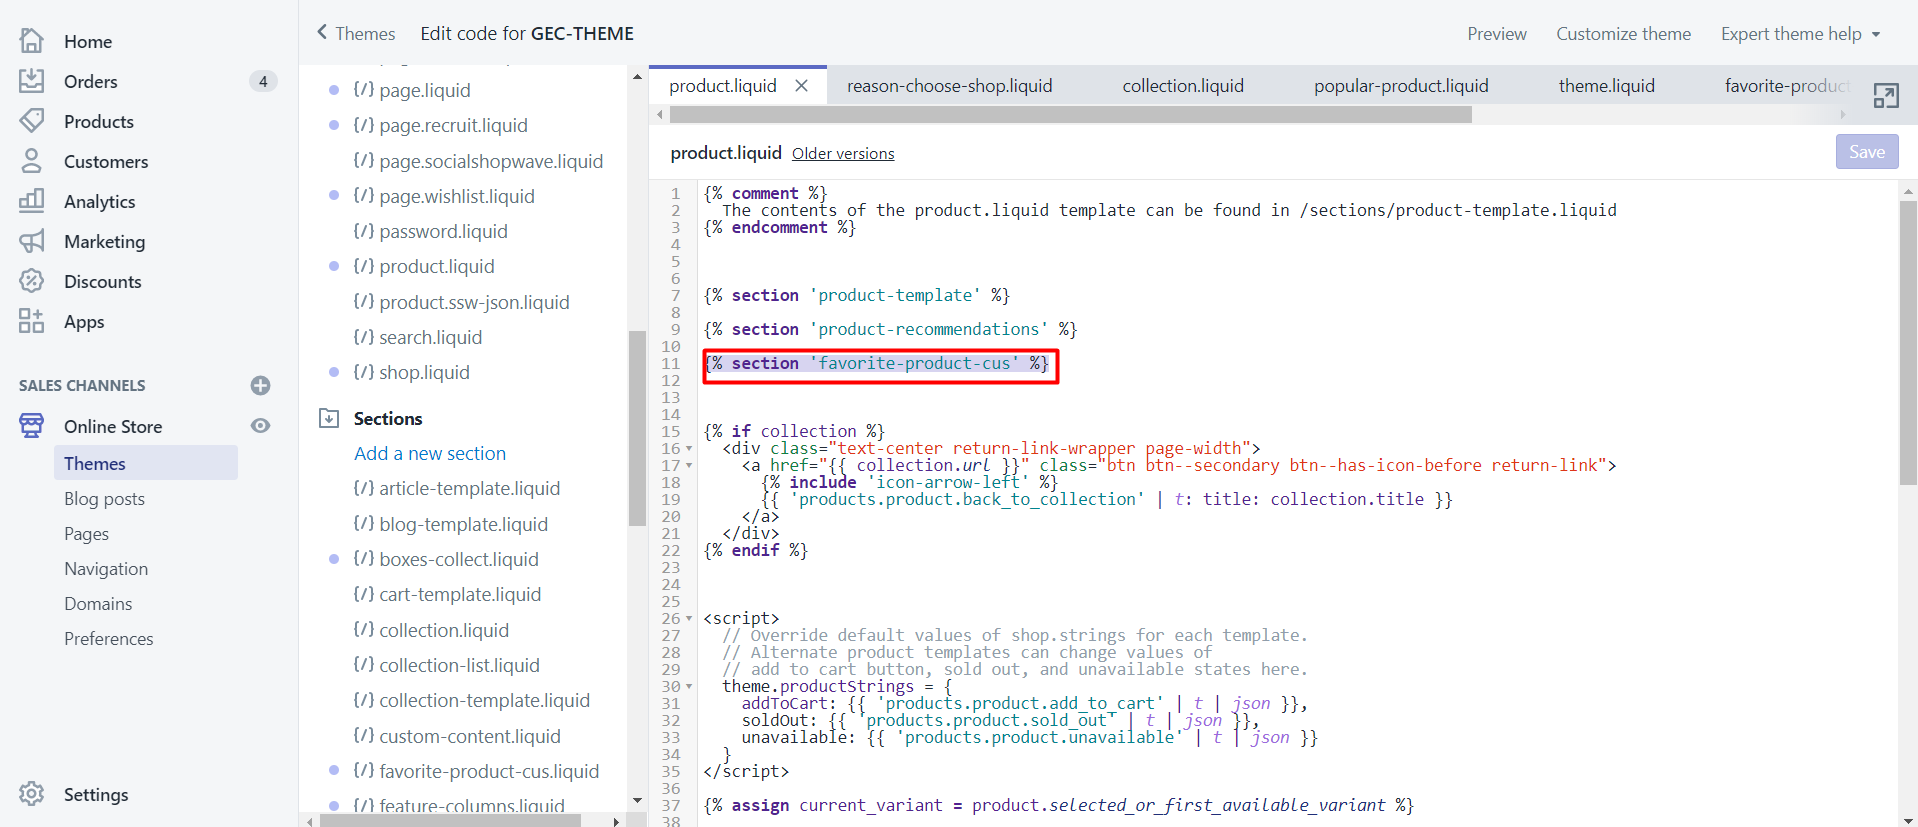 Home
Orders
4
Products
Customers
Analytics
Marketing
Discounts
Apps
SALES CHANNELS
Online Store
Themes
Blog posts
Pages
Navigation
Domains
Preferences
Settings
Themes
Edit code for GEC-THEME
Preview
Customize theme
Expert theme help
{/} page.liquid
{/} page.recruit.liquid
{/} page.socialshopwave.liquid
{/} page.wishlist.liquid
{/} password.liquid
{/} product.liquid
{/} product.ssw-json.liquid
{/} search.liquid
{/} shop.liquid
Sections
Add a new section
{/} article-template.liquid
{/} blog-template.liquid
{/} boxes-collect.liquid
{/} cart-template.liquid
{/} collection.liquid
{/} collection-list.liquid
{/} collection-template.liquid
{/} custom-content.liquid
{/} favorite-product-cus.liquid
{/} feature-columns.liquid
product.liquid
reason-choose-shop.liquid
collection.liquid
popular-product.liquid
theme.liquid
favorite-product
product.liquid Older versions
Save
1 {% comment %}
2 The contents of the product.liquid template can be found in /sections/product-template.liquid
3 {% endcomment %}
4
5
6
7 {% section 'product-template' %}
8
9 {% section 'product-recommendations' %}
10
11 {% section 'favorite-product-cus' %}
12
13
14
15 {% if collection %}
16 <div class="text-center return-link-wrapper page-width">
17 <a href="{{ collection.url }}" class="btn btn--secondary btn--has-icon-before return-link">
18 {% include 'icon-arrow-left' %}
19 {{ 'products.product.back_to_collection' | t: title: collection.title }}
20 </a>
21 </div>
22 {% endif %}
23
24
25
26 <script>
27 // Override default values of shop.strings for each template.
28 // Alternate product templates can change values of
29 // add to cart button, sold out, and unavailable states here.
30 theme.productStrings = {
31 addToCart: {{ 'products.product.add_to_cart' | t | json }},
32 soldOut: {{ 'products.product.sold_out' | t | json }},
33 unavailable: {{ 'products.product.unavailable' | t | json }}
34 }
35 </script>
36
37 {% assign current_variant = product.selected_or_first_available_variant %}
38